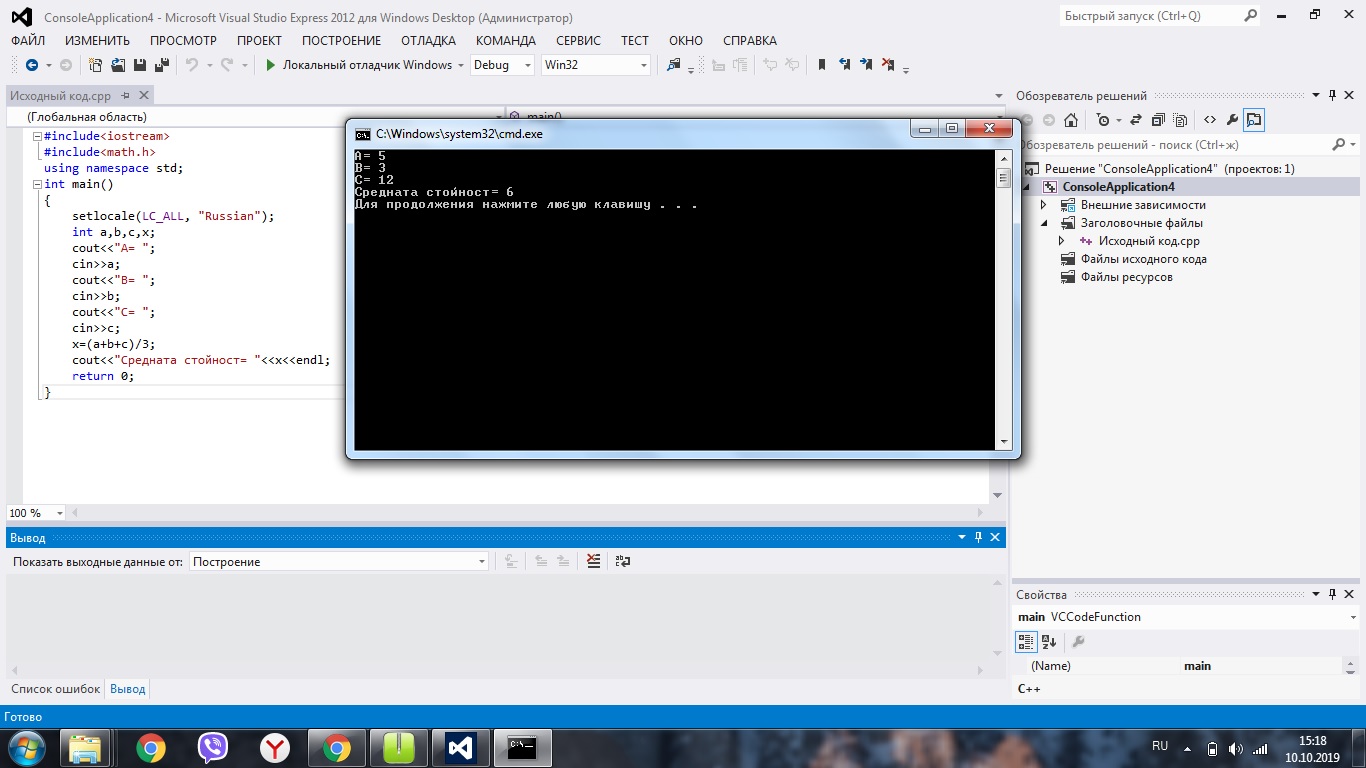 ConsoleApplication4 - Microsoft Visual Studio Express 2012 для Windows Desktop (Администратор)
Быстрый запуск (Ctrl+Q)
ФАЙЛ ИЗМЕНИТЬ ПРОСМОТР ПРОЕКТ ПОСТРОЕНИЕ ОТЛАДКА КОМАНДА СЕРВИС ТЕСТ ОКНО СПРАВКА
Локальный отладчик Windows Debug Win32
Исходный код.cpp
(Глобальная область)
main()
#include<iostream>
#include<math.h>
using namespace std;
int main()
{
setlocale(LC_ALL, "Russian");
int a,b,c,x;
cout<<"A= ";
cin>>a;
cout<<"B= ";
cin>>b;
cout<<"C= ";
cin>>c;
x=(a+b+c)/3;
cout<<"Средната стойност= "<<x<<endl;
return 0;
}
100 %
C:\Windows\system32\cmd.exe
A= 5
B= 3
C= 12
Средната стойност= 6
Для продолжения нажмите любую клавишу . . .
Обозреватель решений
Обозреватель решений - поиск (Ctrl+ж)
Решение "ConsoleApplication4" (проектов: 1)
ConsoleApplication4
Внешние зависимости
Заголовочные файлы
Исходный код.cpp
Файлы исходного кода
Файлы ресурсов
Вывод
Показать выходные данные от: Построение
Список ошибок Вывод
Свойства
main VCCodeFunction
(Name) main
C++
Готово
RU
15:18
10.10.2019